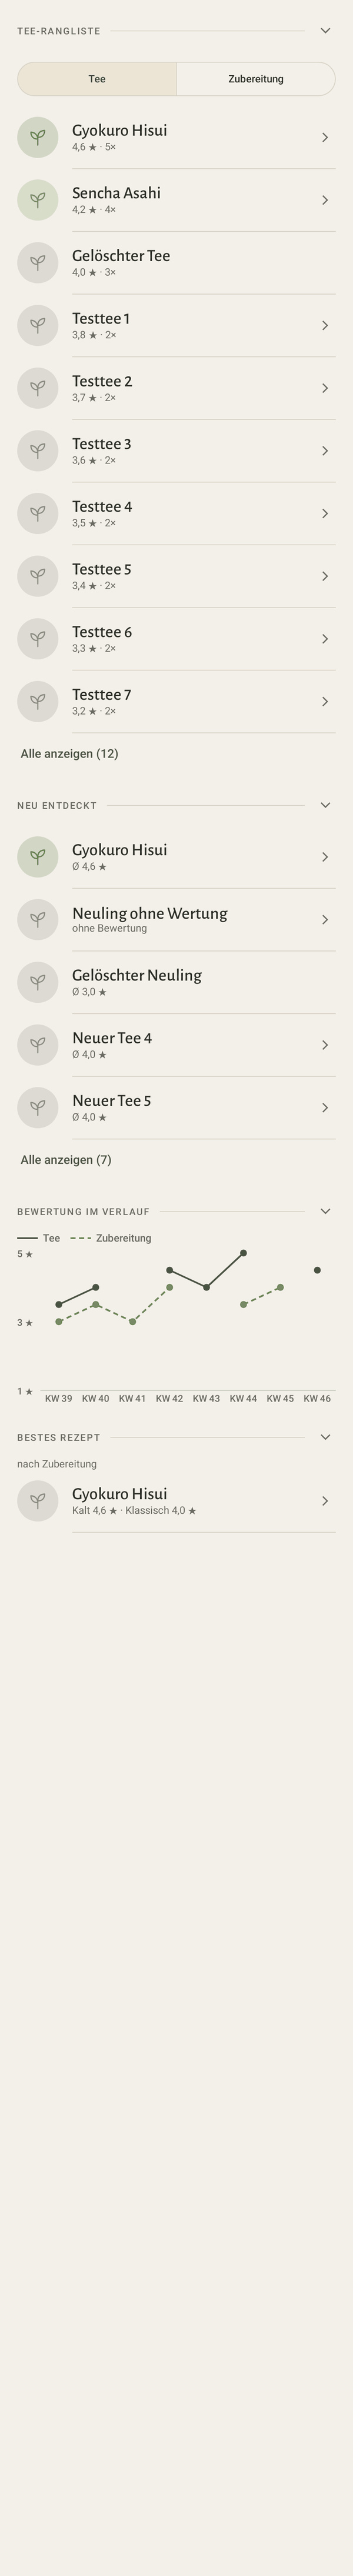 TEE-RANGLISTE
Tee
Zubereitung
Gyokuro Hisui
4,6 ★ · 5×
Sencha Asahi
4,2 ★ · 4×
Gelöschter Tee
4,0 ★ · 3×
Testtee 1
3,8 ★ · 2×
Testtee 2
3,7 ★ · 2×
Testtee 3
3,6 ★ · 2×
Testtee 4
3,5 ★ · 2×
Testtee 5
3,4 ★ · 2×
Testtee 6
3,3 ★ · 2×
Testtee 7
3,2 ★ · 2×
Alle anzeigen (12)
NEU ENTDECKT
Gyokuro Hisui
Ø 4,6 ★
Neuling ohne Wertung
ohne Bewertung
Gelöschter Neuling
Ø 3,0 ★
Neuer Tee 4
Ø 4,0 ★
Neuer Tee 5
Ø 4,0 ★
Alle anzeigen (7)
BEWERTUNG IM VERLAUF
Tee Zubereitung
5 ★
3 ★
1 ★
KW 39 KW 40 KW 41 KW 42 KW 43 KW 44 KW 45 KW 46
BESTES REZEPT
nach Zubereitung
Gyokuro Hisui
Kalt 4,6 ★ · Klassisch 4,0 ★